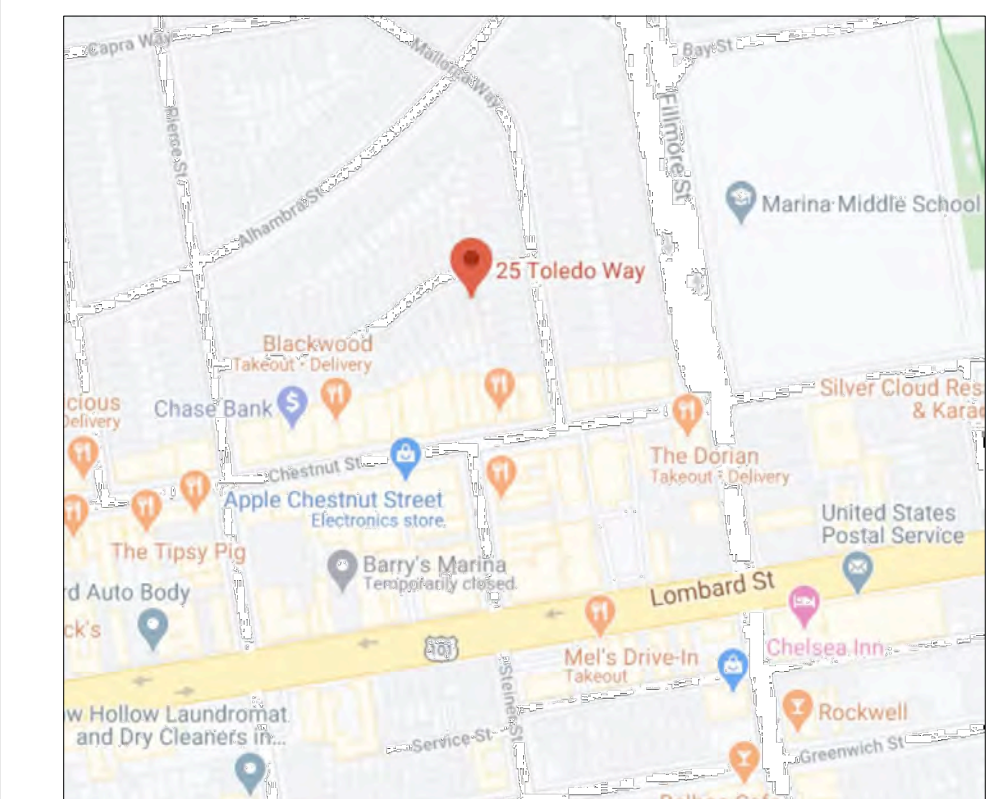 Capra Way
Mallorca Way
Bay St
Pierce St
Fillmore St
Alhambra St
Marina Middle School
25 Toledo Way
Blackwood
Takeout • Delivery
Chase Bank
cious
Delivery
Silver Cloud Res
& Karao
The Dorian
Takeout • Delivery
Chestnut St
Apple Chestnut Street
Electronics store
The Tipsy Pig
United States
Postal Service
Barry's Marina
Temporarily closed
rd Auto Body
Lombard St
ck's
101
Chelsea Inn
Mel's Drive-In
Takeout
Steiner St
w Hollow Laundromat
and Dry Cleaners in...
Rockwell
Service St
Greenwich St